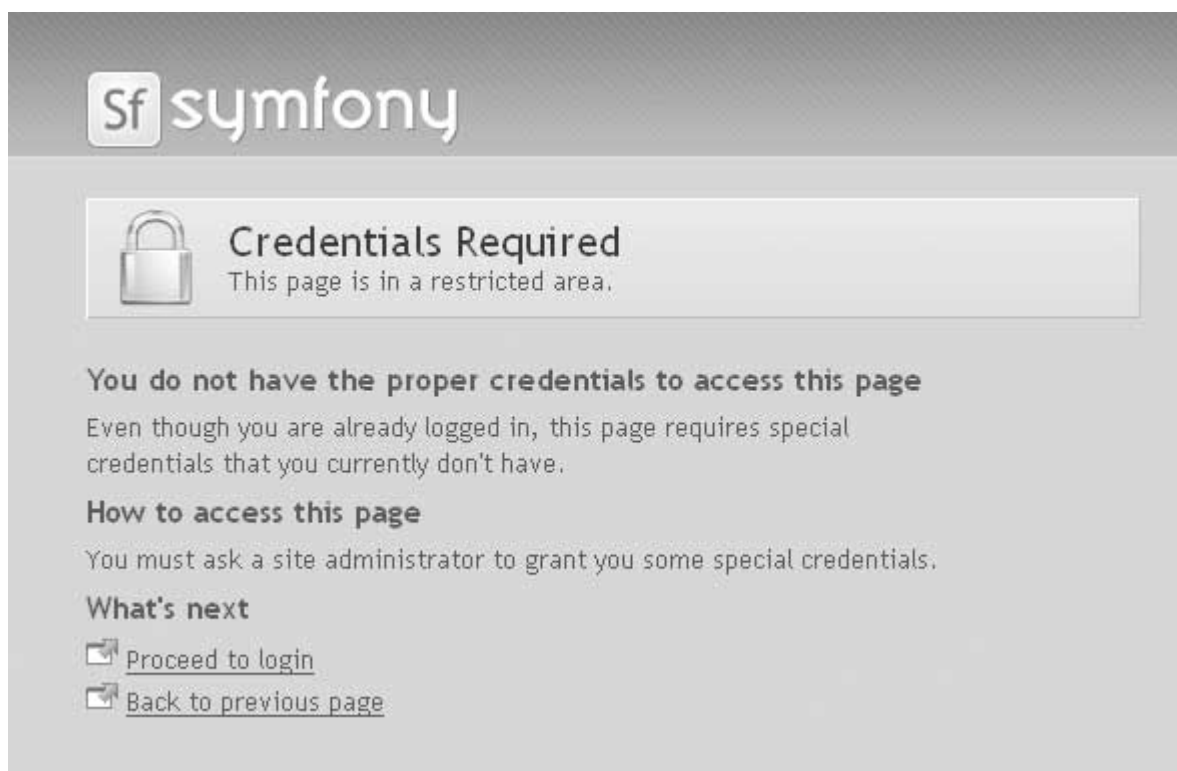 Sf symfony
Credentials Required
This page is in a restricted area.
You do not have the proper credentials to access this page
Even though you are already logged in, this page requires special
credentials that you currently don't have.
How to access this page
You must ask a site administrator to grant you some special credentials.
What's next
Proceed to login
Back to previous page